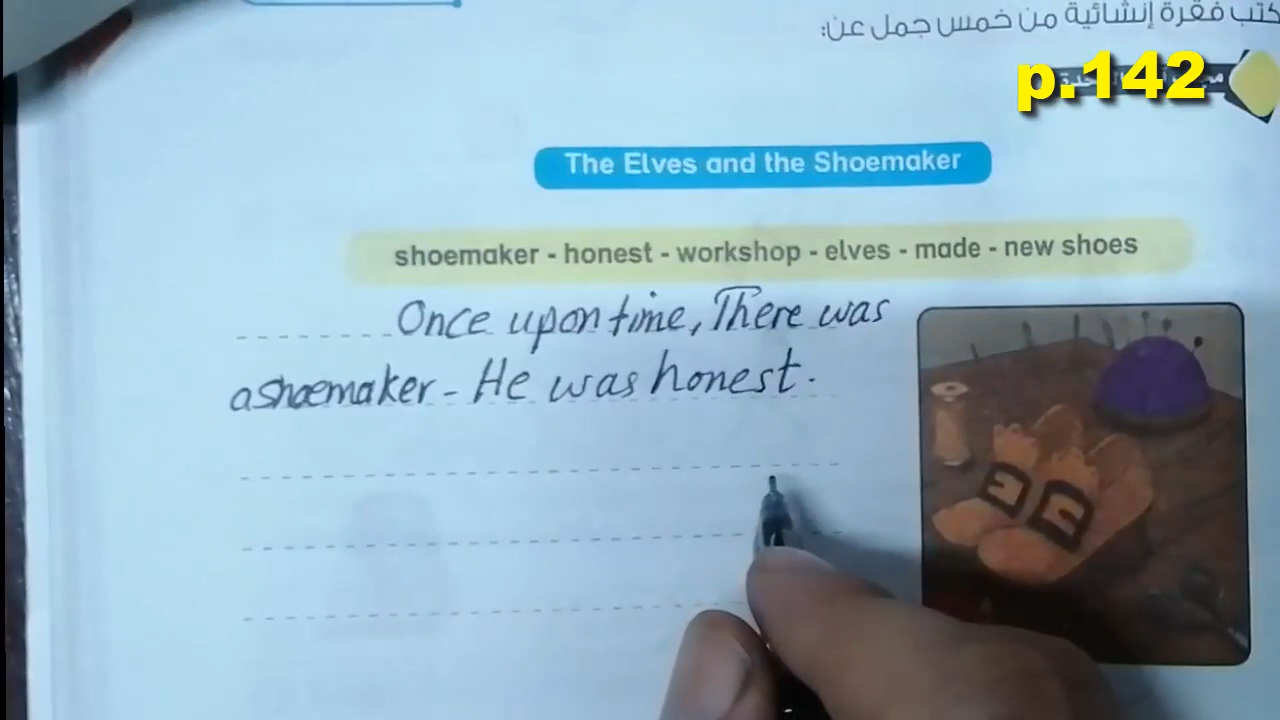 كتب فقرة إنشائية من خمس جمل عن:
p.142
The Elves and the Shoemaker
shoemaker - honest - workshop - elves - made - new shoes
Once upon time, There was
a shoemaker - He was honest.